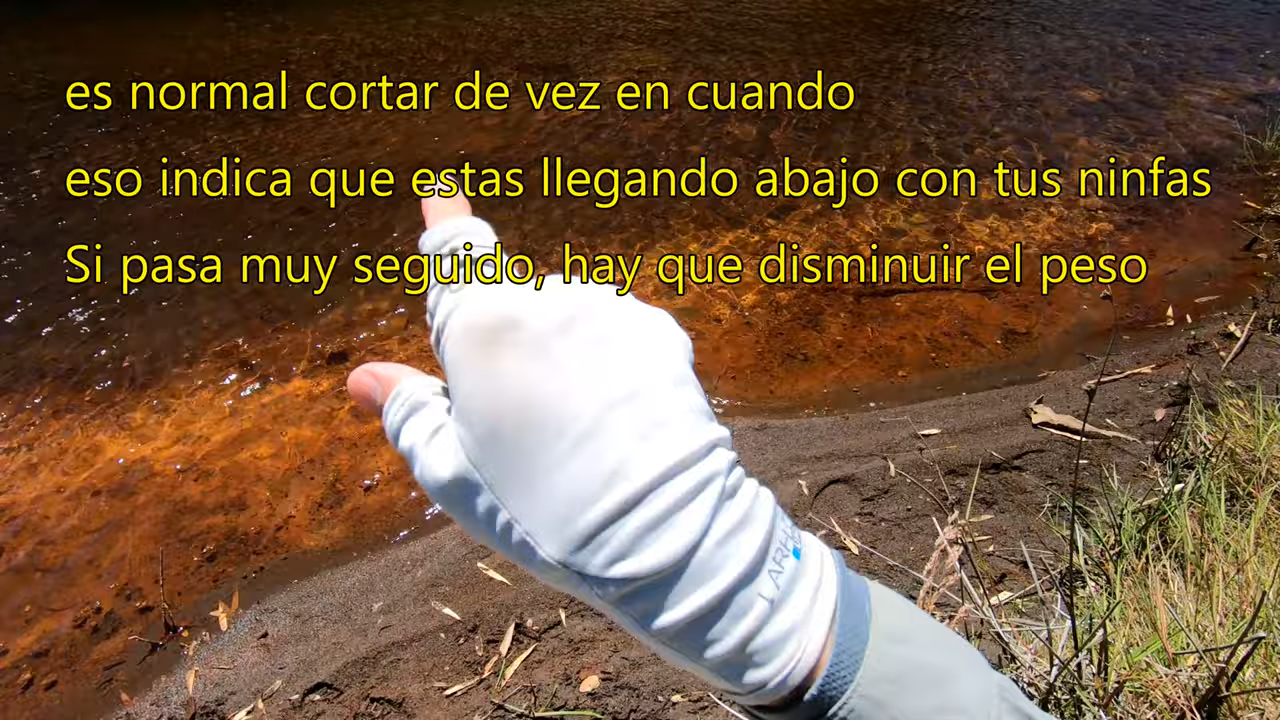 es normal cortar de vez en cuando
eso indica que estas llegando abajo con tus ninfas
Si pasa muy seguido, hay que disminuir el peso